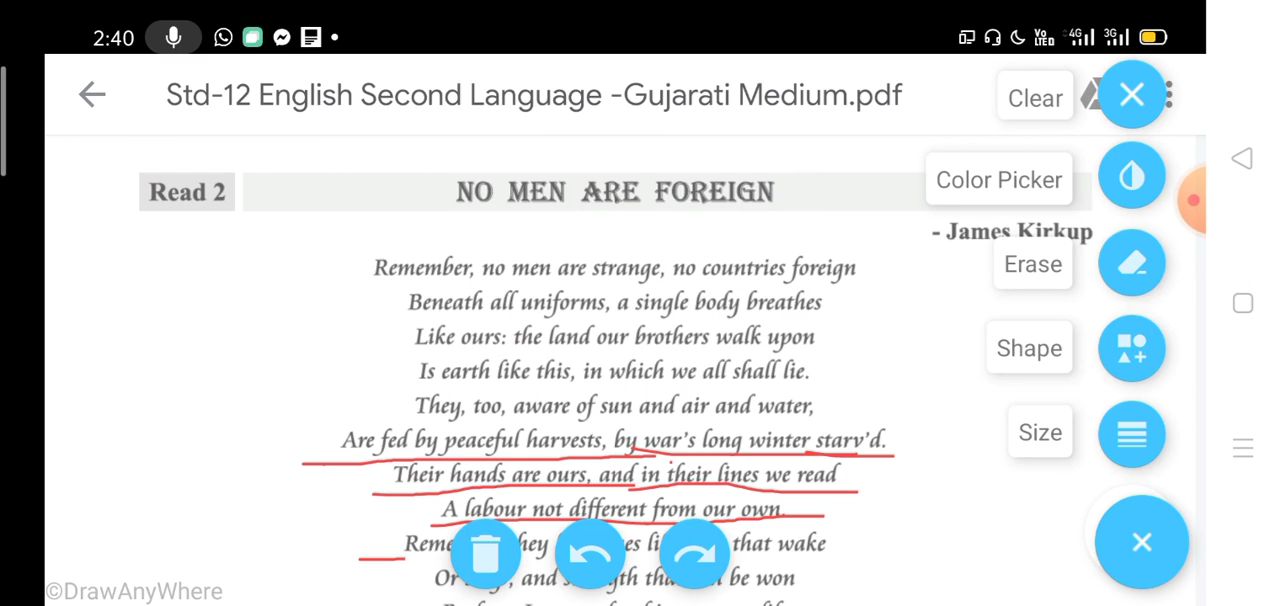 2:40
VoLTED 4G 3G
Std-12 English Second Language -Gujarati Medium.pdf
Clear
Read 2
NO MEN ARE FOREIGN
Color Picker
- James Kirkup
Erase
Remember, no men are strange, no countries foreign
Beneath all uniforms, a single body breathes
Like ours: the land our brothers walk upon
Shape
Is earth like this, in which we all shall lie.
They, too, aware of sun and air and water,
Size
Are fed by peaceful harvests, by war's long winter starv'd.
Their hands are ours, and in their lines we read
A labour not different from our own.
that wake
and be won
©DrawAnyWhere